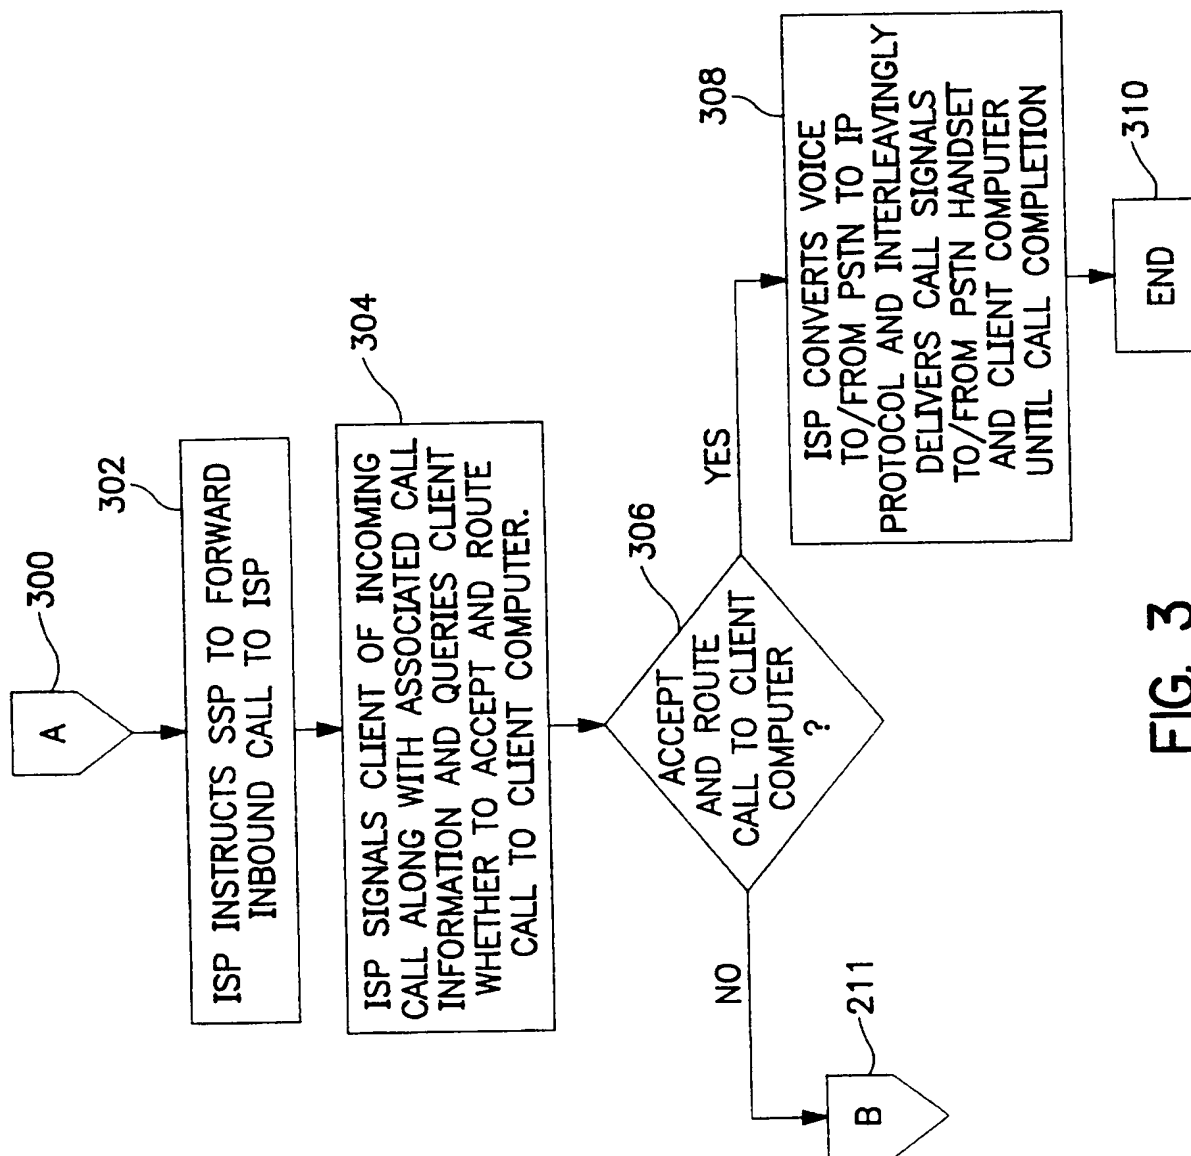 A
300
302
ISP INSTRUCTS SSP TO FORWARD
INBOUND CALL TO ISP
304
ISP SIGNALS CLIENT OF INCOMING
CALL ALONG WITH ASSOCIATED CALL
INFORMATION AND QUERIES CLIENT
WHETHER TO ACCEPT AND ROUTE
CALL TO CLIENT COMPUTER.
306
ACCEPT
AND ROUTE
CALL TO CLIENT
COMPUTER
?
NO
YES
B
211
308
ISP CONVERTS VOICE
TO/FROM PSTN TO IP
PROTOCOL AND INTERLEAVINGLY
DELIVERS CALL SIGNALS
TO/FROM PSTN HANDSET
AND CLIENT COMPUTER
UNTIL CALL COMPLETION
END
310
FIG. 3